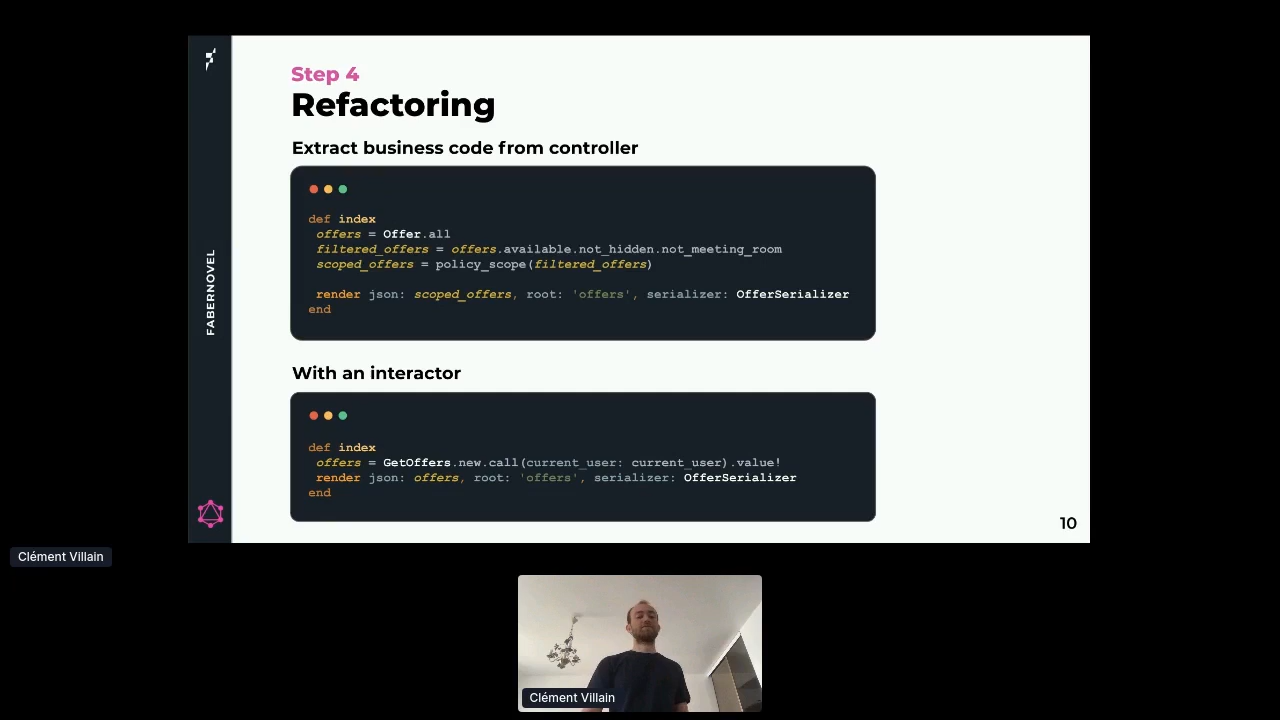 Step 4
Refactoring
Extract business code from controller
def index
offers = Offer.all
filtered_offers = offers.available.not_hidden.not_meeting_room
scoped_offers = policy_scope(filtered_offers)
render json: scoped_offers, root: 'offers', serializer: OfferSerializer
end
FABERNOVEL
With an interactor
def index
offers = GetOffers.new.call(current_user: current_user).value!
render json: offers, root: 'offers', serializer: OfferSerializer
end
10
Clément Villain
Clément Villain